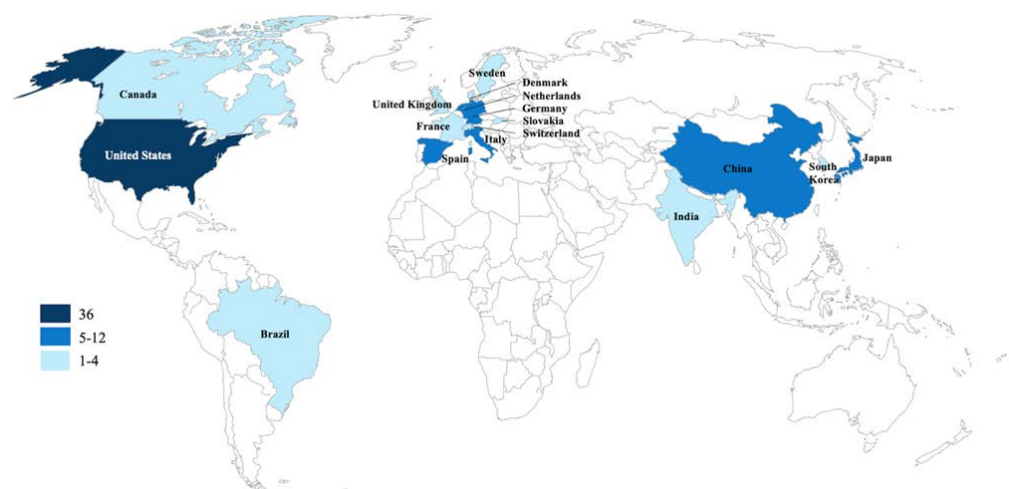 Sweden
Denmark
Canada
Netherlands
United Kingdom
Germany
Slovakia
France
Switzerland
Italy
United States
Spain
Japan
South
Korea
China
India
36
5-12
Brazil
1-4